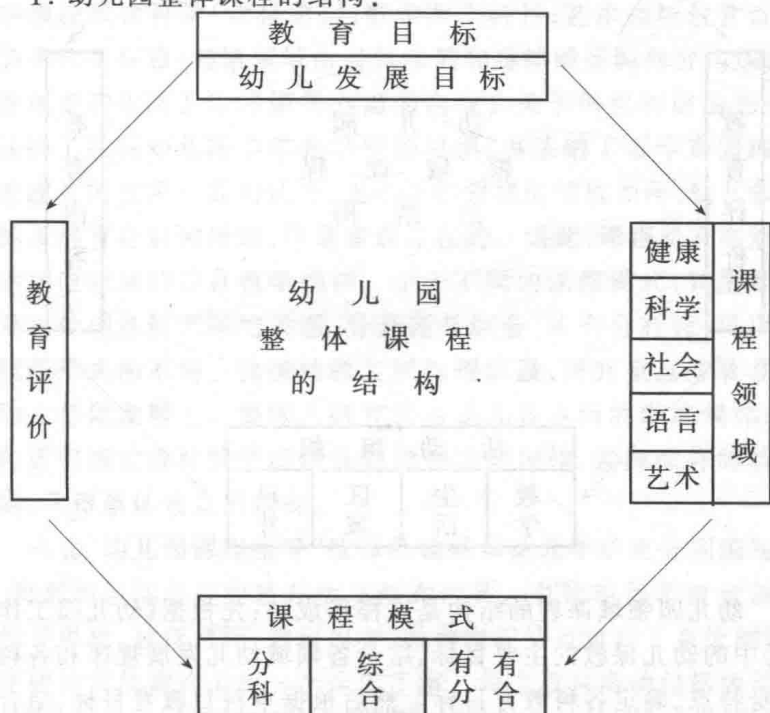 1. 幼儿园整体课程的结构：
教育目标
幼儿发展目标
教育评价
幼儿园
整体课程
的结构
健康
科学
社会
语言
艺术
课程领域
课程模式
分科
综合
有分
有合